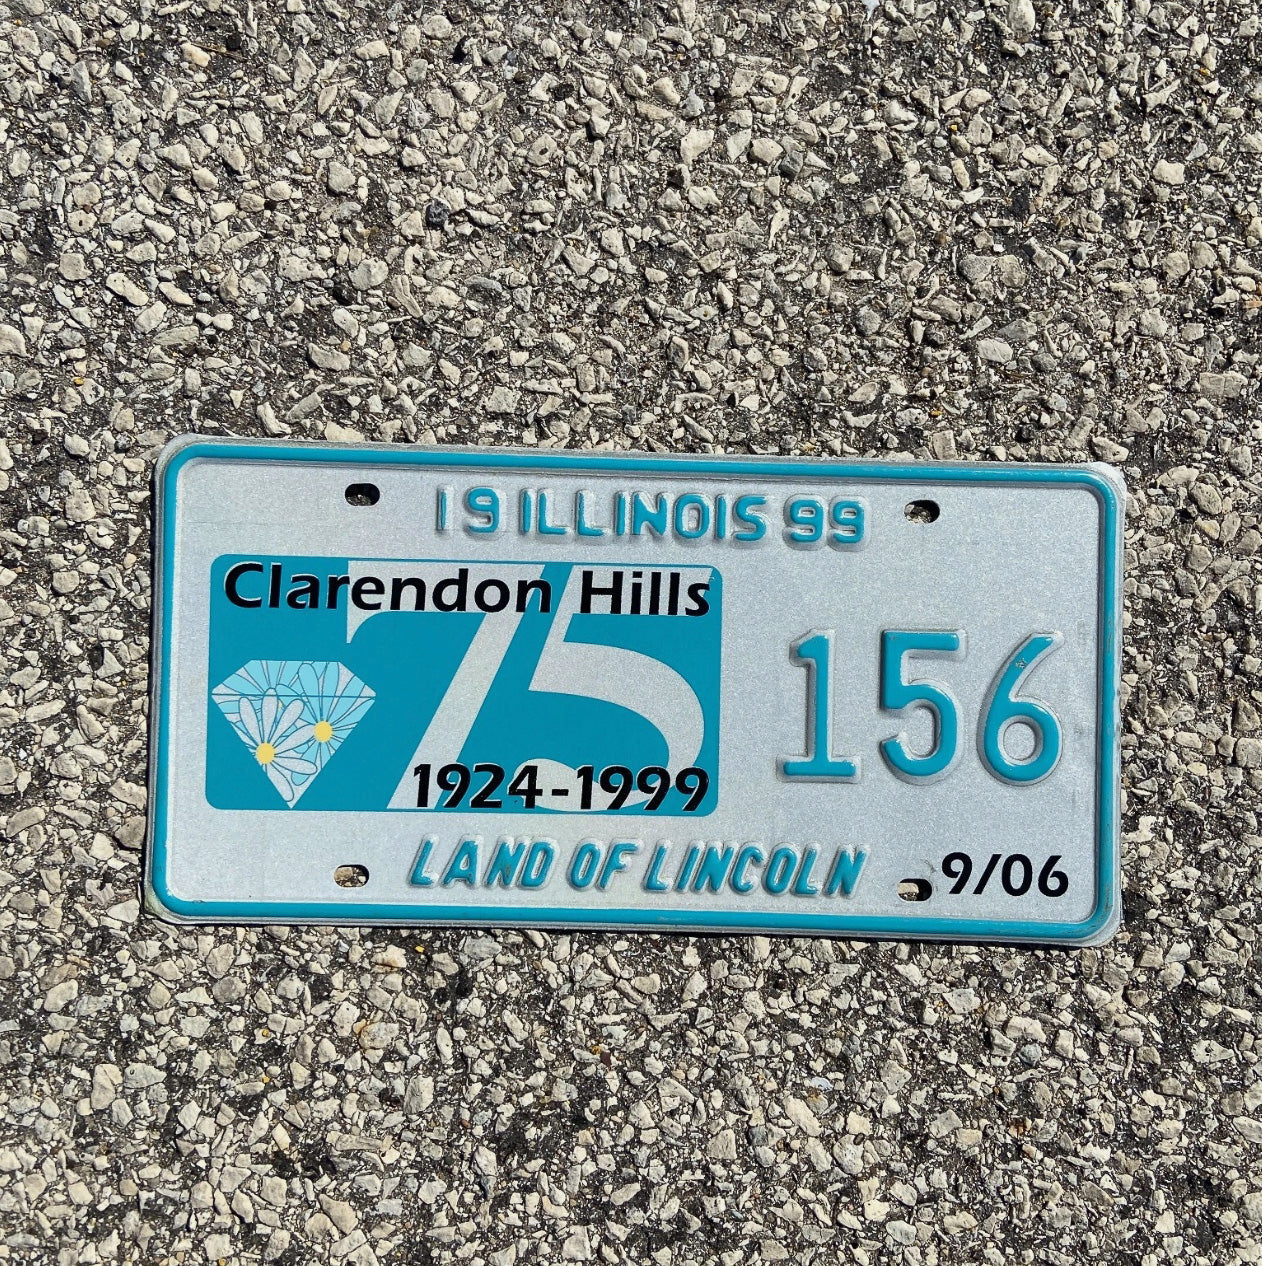 19 ILLINOIS 99
Clarendon Hills
75
1924-1999
156
LAND OF LINCOLN
9/06